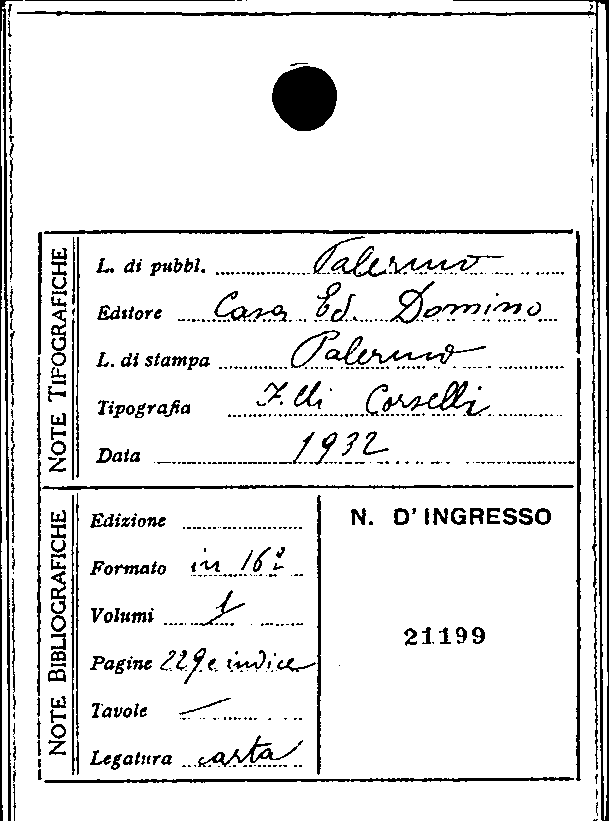 NOTE TIPOGRAFICHE
L. di pubbl. Palermo
Editore Casa Ed. Domino
L. di stampa Palermo
Tipografia F.lli Corselli
Data 1932
NOTE BIBLIOGRAFICHE
Edizione
Formato in 16º
Volumi 1
Pagine 229 e indice
Tavole —
Legatura carta
N. D'INGRESSO
21199